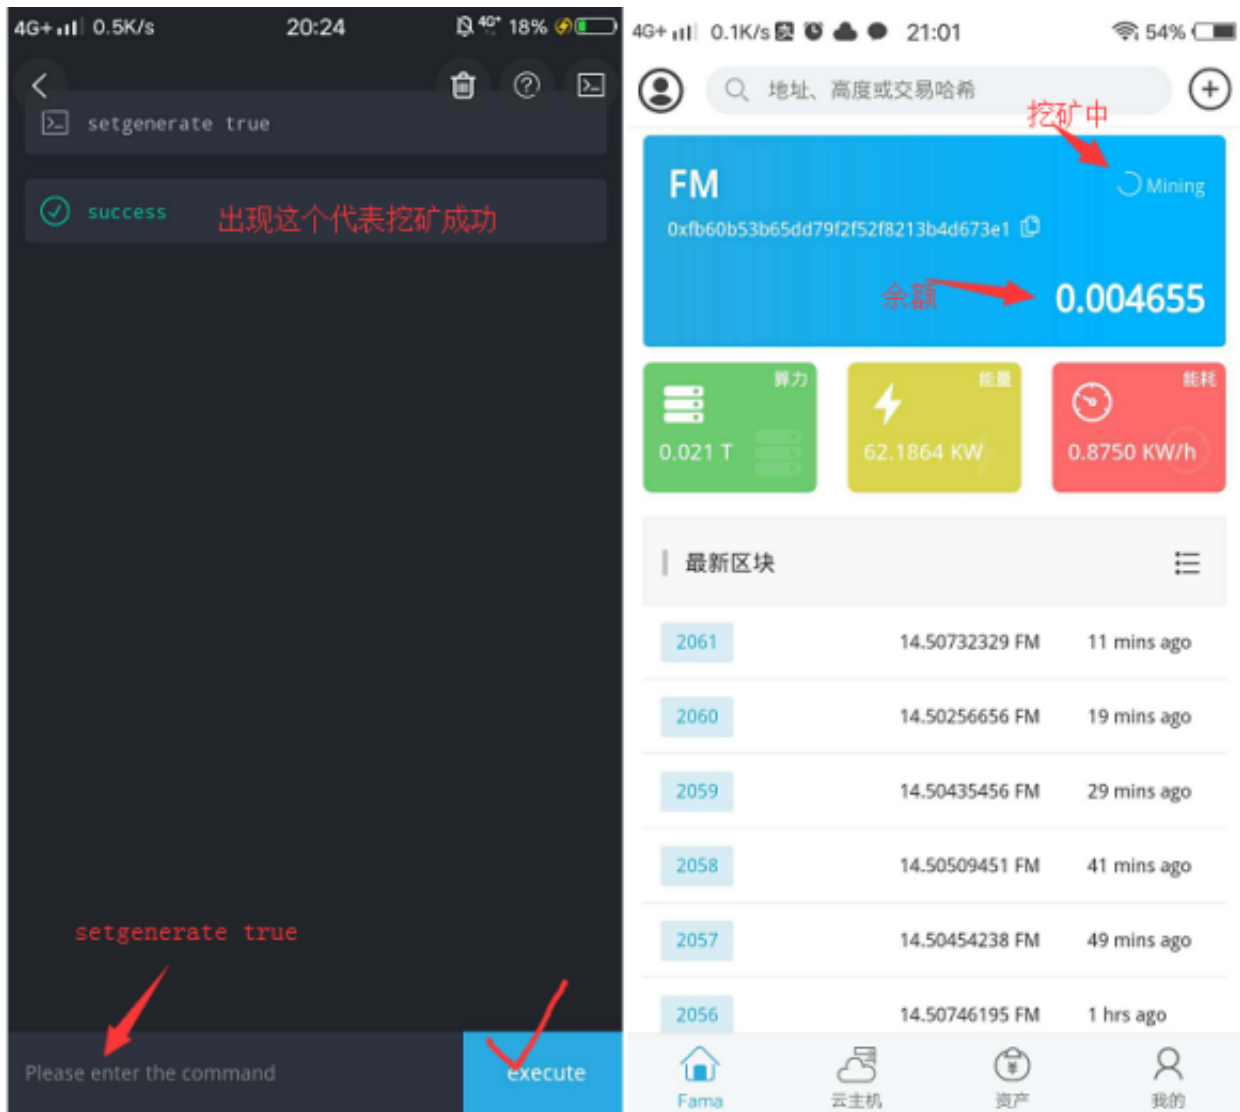 4G+ 0.5K/s 20:24 4G+ 18%
setgenerate true
success 出现这个代表挖矿成功
setgenerate true
Please enter the command execute
4G+ 0.1K/s 21:01 54%
地址、高度或交易哈希
挖矿中
FM Mining
0xfb60b53b65dd79f2f52f8213b4d673e1
余额 0.004655
算力 能量 能耗
0.021 T 62.1864 KW 0.8750 KW/h
最新区块
2061 14.50732329 FM 11 mins ago
2060 14.50256656 FM 19 mins ago
2059 14.50435456 FM 29 mins ago
2058 14.50509451 FM 41 mins ago
2057 14.50454238 FM 49 mins ago
2056 14.50746195 FM 1 hrs ago
Fama 云主机 资产 我的